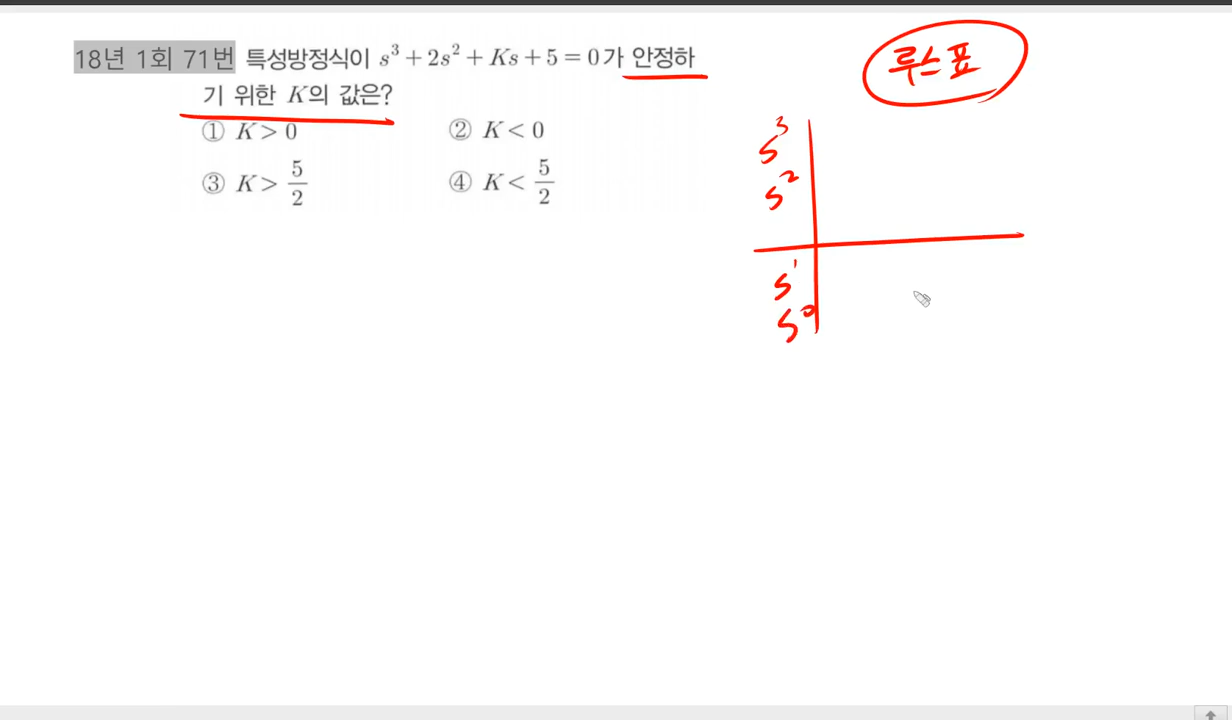 18년 1회 71번 특성방정식이 s³ + 2s² + Ks + 5 = 0가 안정하
기 위한 K의 값은?
① K > 0 ② K < 0
③ K > 5/2 ④ K < 5/2
루스표
s³
s²
s¹
s⁰